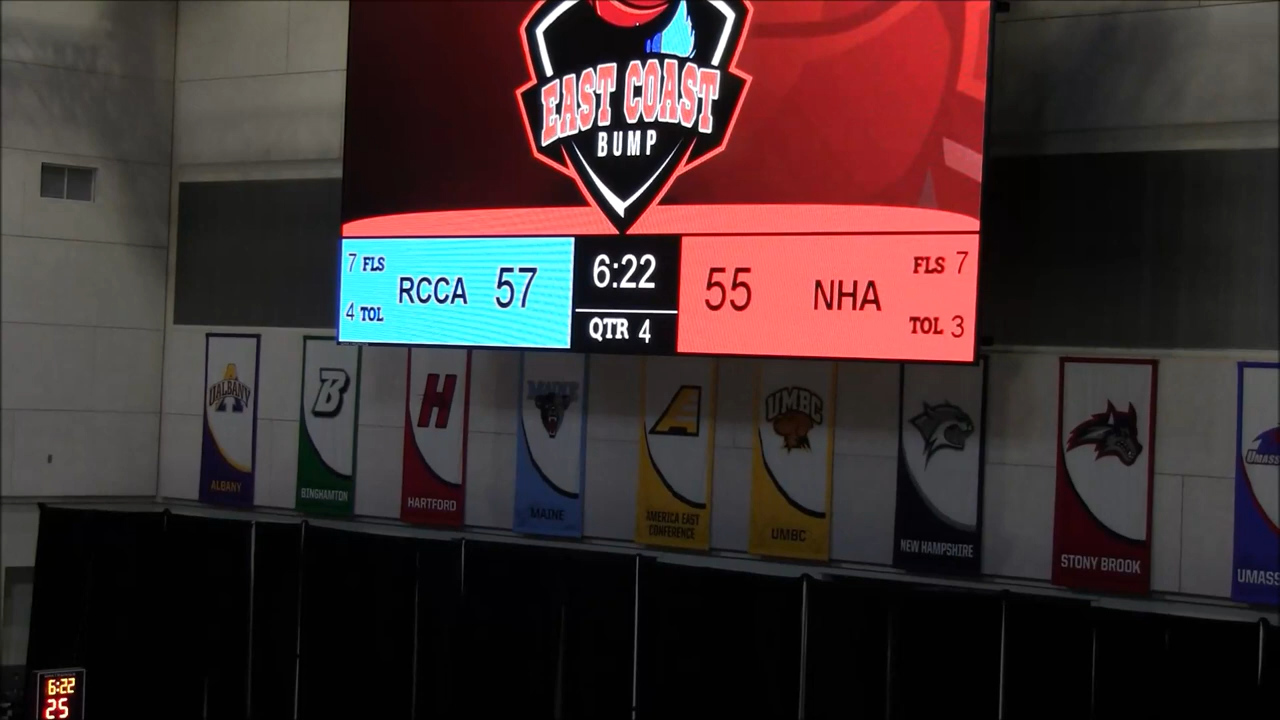 EAST COAST
BUMP
7 FLS
4 TOL
RCCA 57
6:22
QTR 4
55 NHA
FLS 7
TOL 3
UALBANY
ALBANY
B
BINGHAMTON
H
HARTFORD
MAINE
MAINE
A
AMERICA EAST
CONFERENCE
UMBC
UMBC
NEW HAMPSHIRE
STONY BROOK
UMASS
UMASS
6:22
25